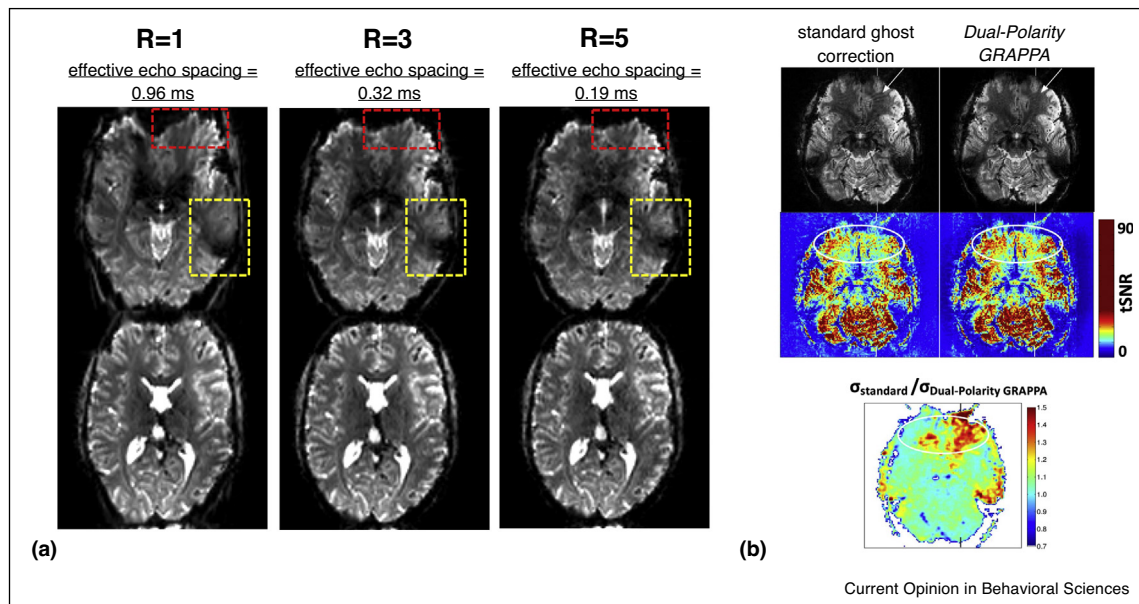 R=1
effective echo spacing =
0.96 ms
R=3
effective echo spacing =
0.32 ms
R=5
effective echo spacing =
0.19 ms
(a)
standard ghost
correction
Dual-Polarity
GRAPPA
90
tSNR
0
σstandard /σDual-Polarity GRAPPA
1.5
1.4
1.3
1.2
1.1
1.0
0.9
0.8
0.7
(b)
Current Opinion in Behavioral Sciences